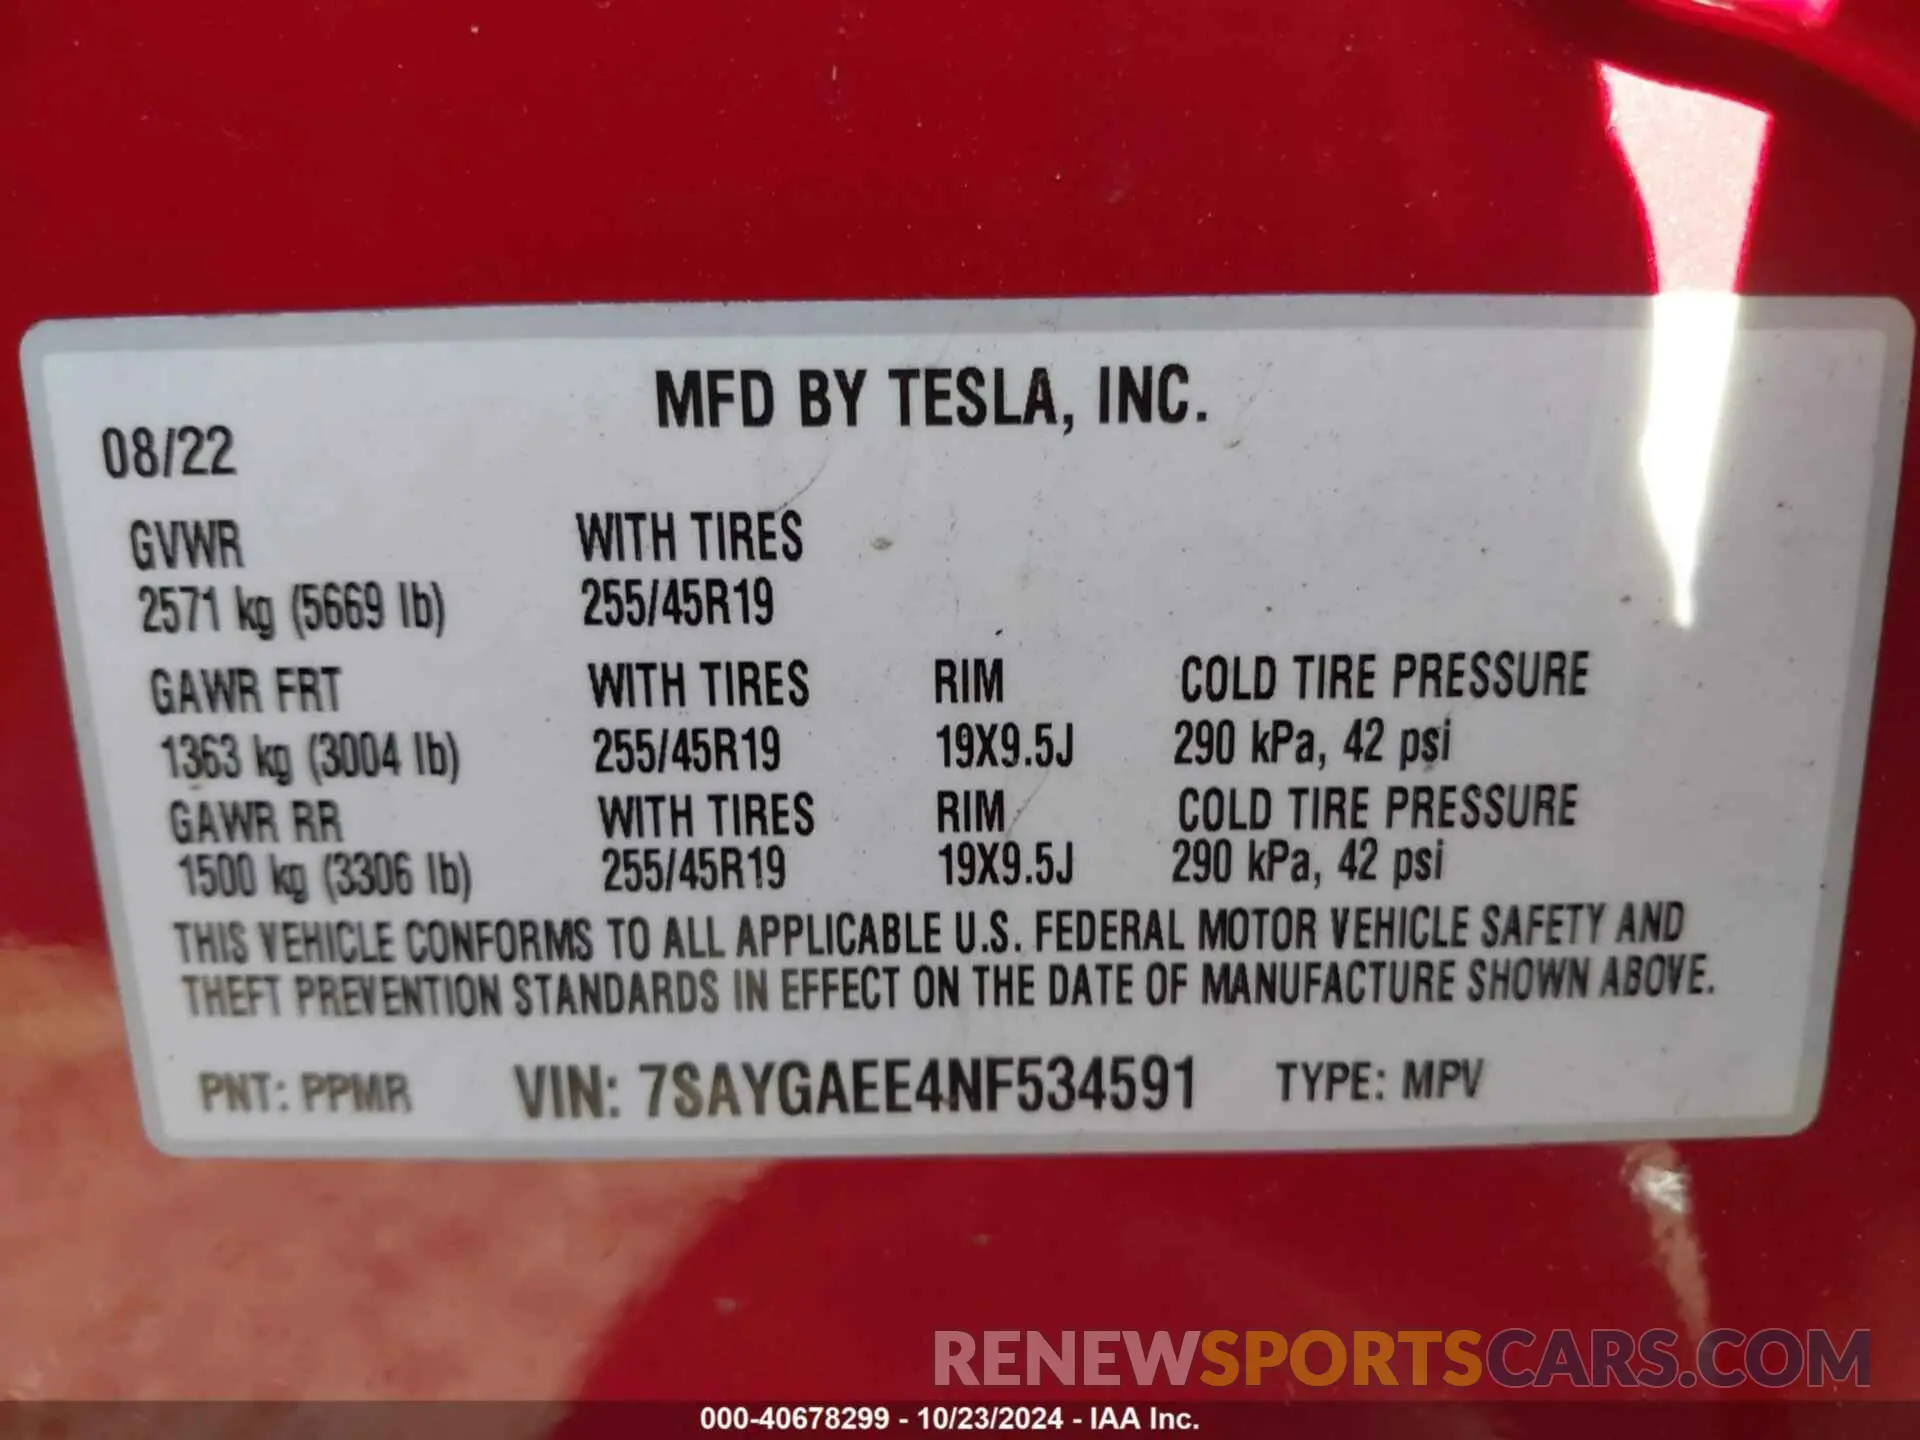 MFD BY TESLA, INC.
08/22
GVWR WITH TIRES
2571 kg (5669 lb) 255/45R19
GAWR FRT WITH TIRES RIM COLD TIRE PRESSURE
1363 kg (3004 lb) 255/45R19 19X9.5J 290 kPa, 42 psi
GAWR RR WITH TIRES RIM COLD TIRE PRESSURE
1500 kg (3306 lb) 255/45R19 19X9.5J 290 kPa, 42 psi
THIS VEHICLE CONFORMS TO ALL APPLICABLE U.S. FEDERAL MOTOR VEHICLE SAFETY AND
THEFT PREVENTION STANDARDS IN EFFECT ON THE DATE OF MANUFACTURE SHOWN ABOVE.
PNT: PPMR VIN: 7SAYGAEE4NF534591 TYPE: MPV
RENEWSPORTSCARS.COM
000-40678299 - 10/23/2024 - IAA Inc.